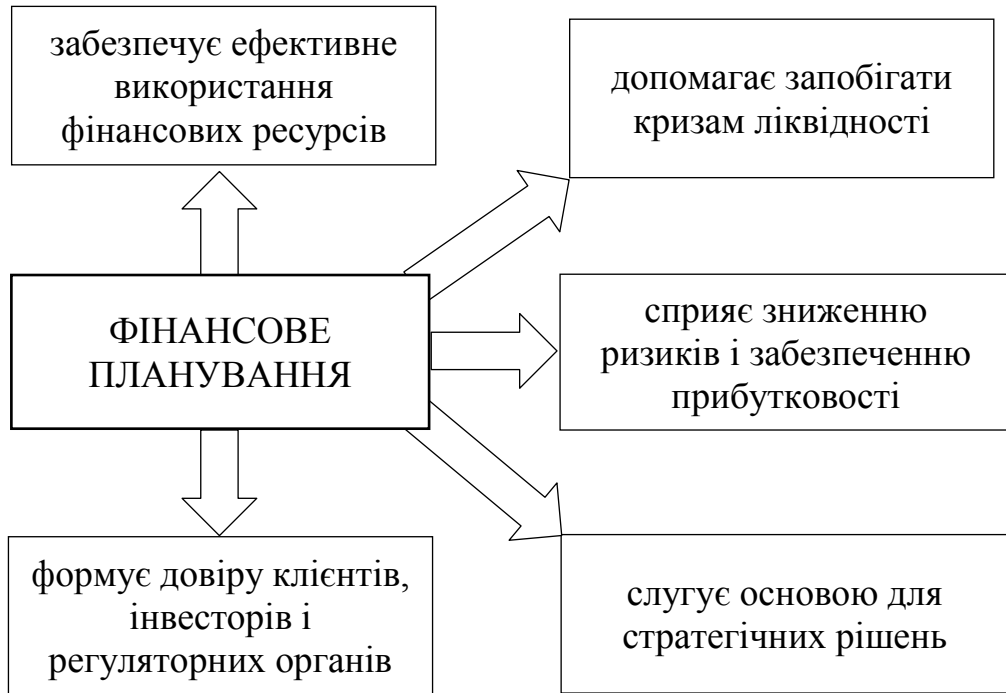 забезпечує ефективне
використання
фінансових ресурсів
допомагає запобігати
кризам ліквідності
ФІНАНСОВЕ
ПЛАНУВАННЯ
сприяє зниженню
ризиків і забезпеченню
прибутковості
формує довіру клієнтів,
інвесторів і
регуляторних органів
слугує основою для
стратегічних рішень